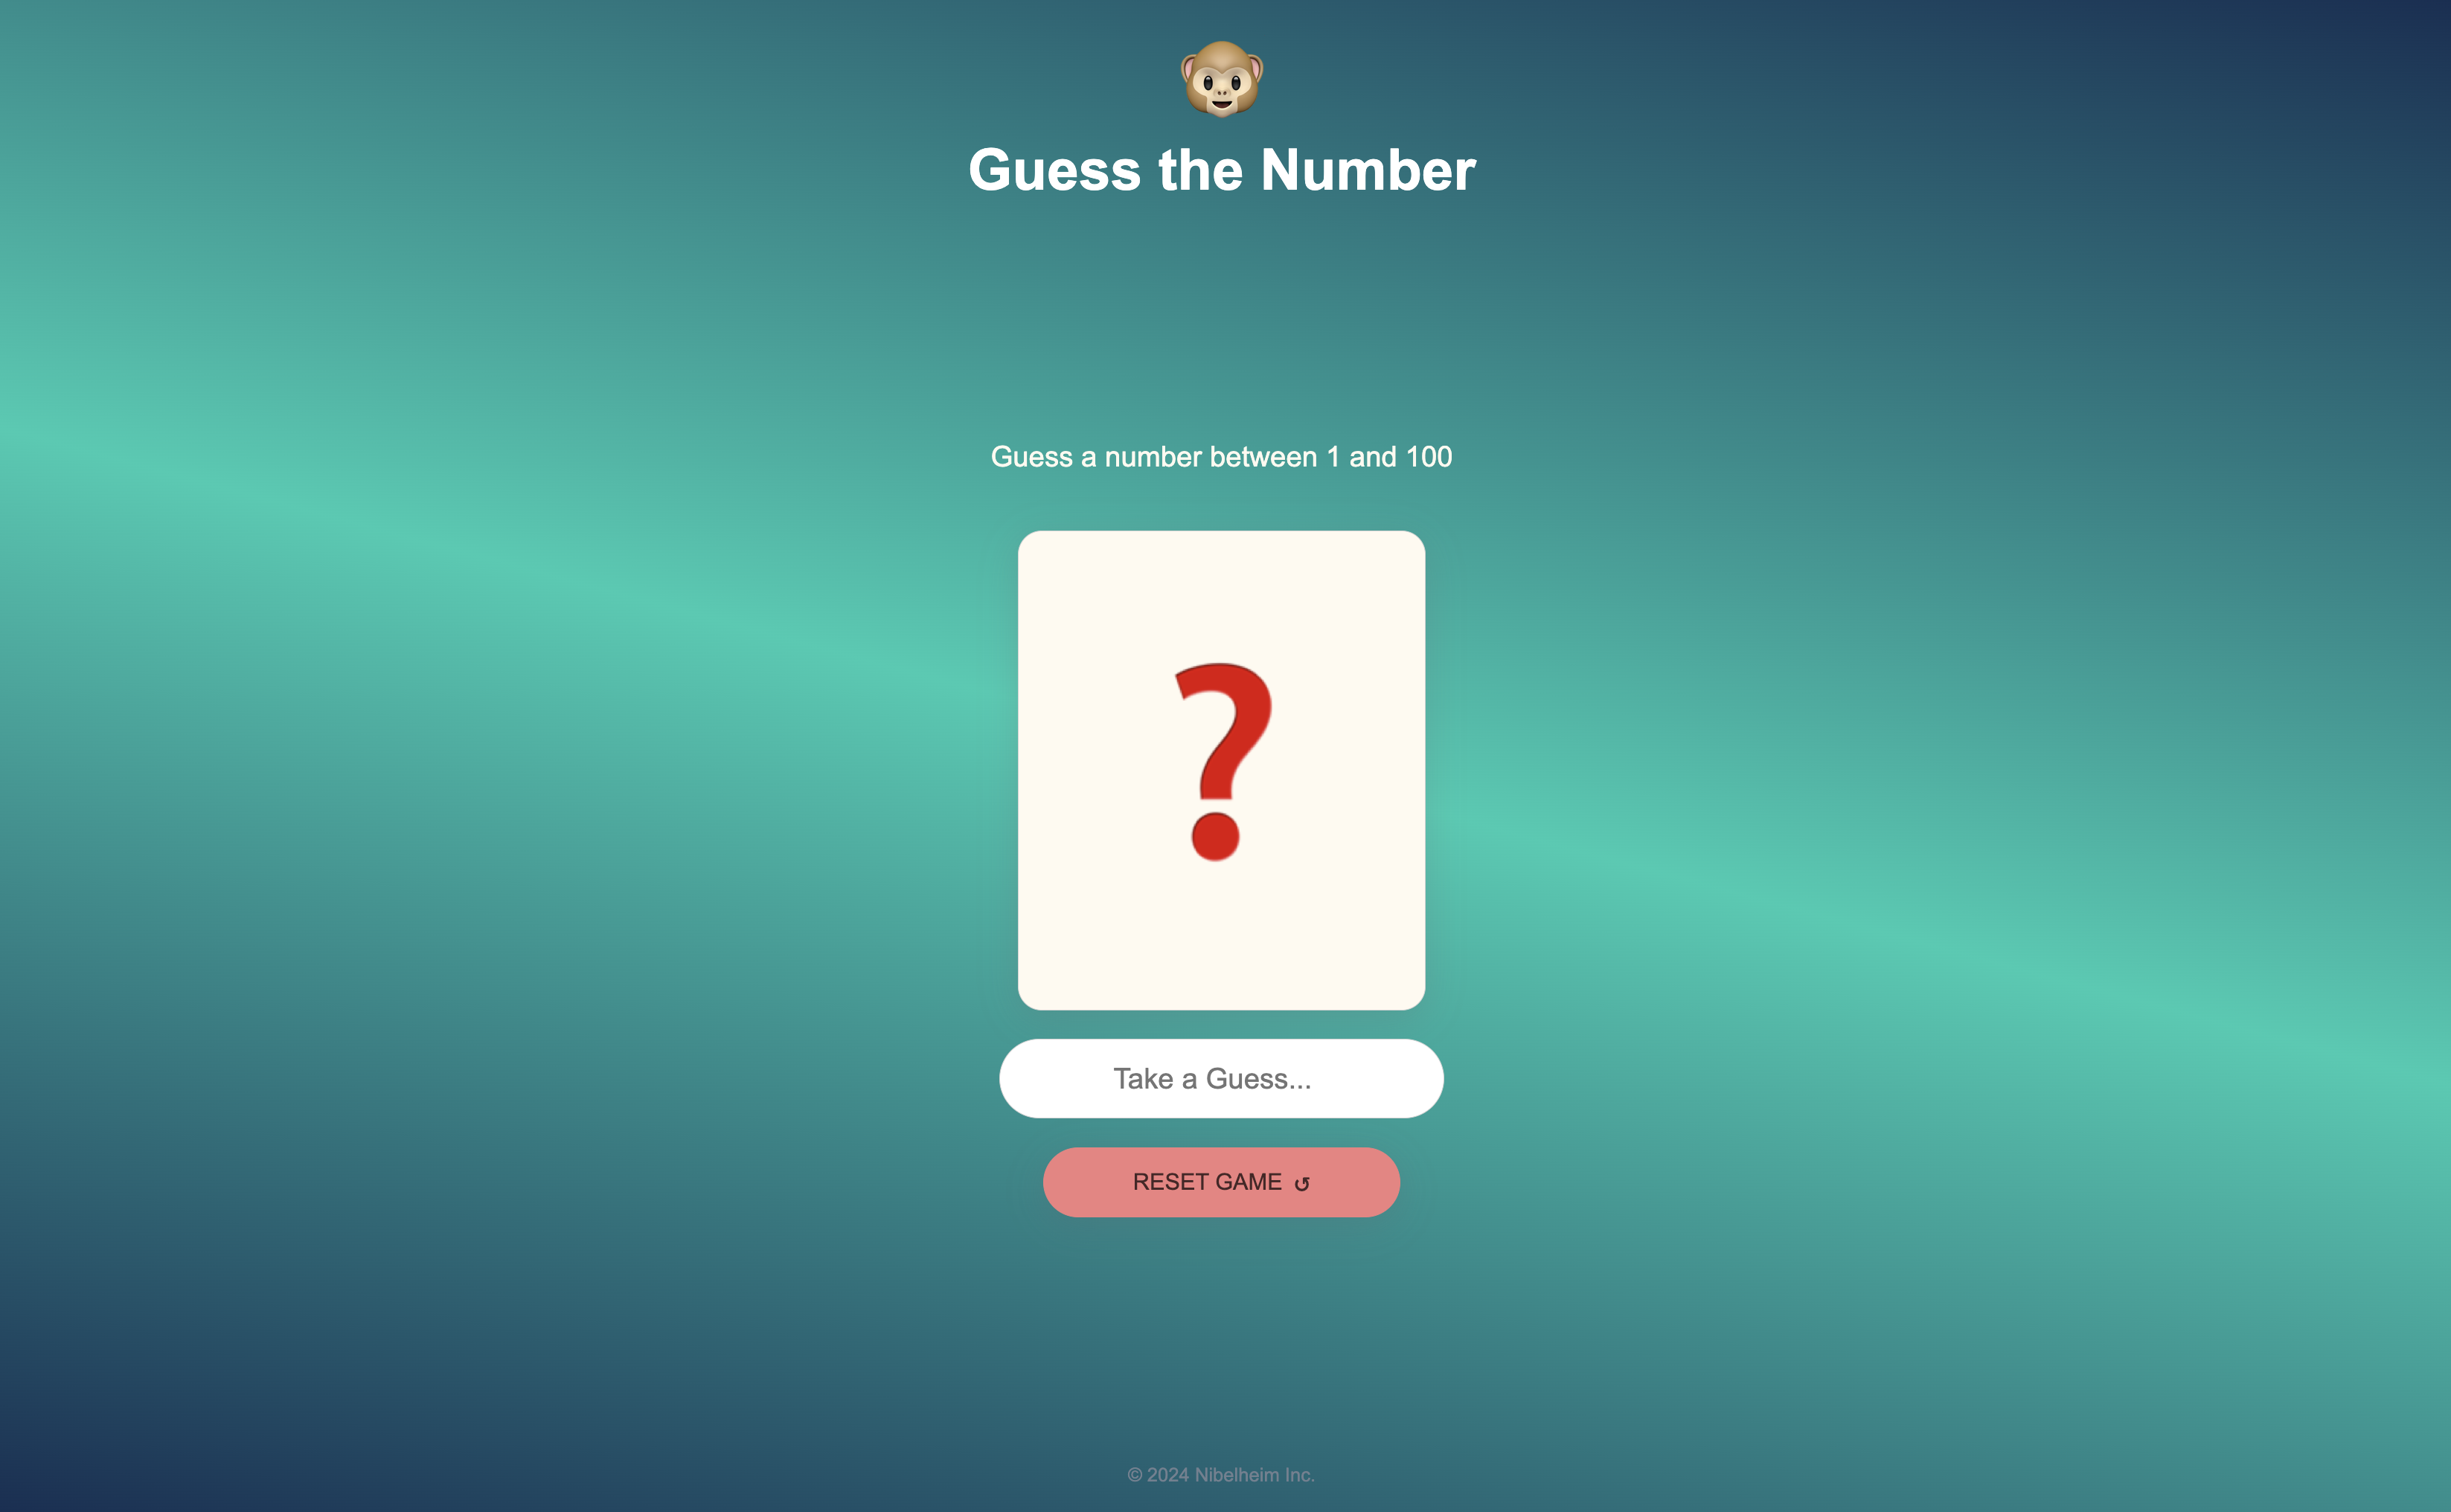 Guess the Number
Guess a number between 1 and 100
?
Take a Guess...
RESET GAME ↺
© 2024 Nibelheim Inc.